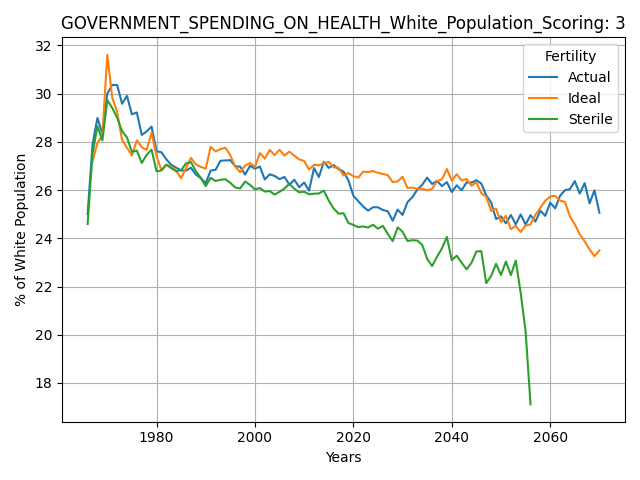 GOVERNMENT_SPENDING_ON_HEALTH_White_Population_Scoring: 3
Fertility
Actual
Ideal
Sterile
% of White Population
32
30
28
26
24
22
20
18
1980
2000
2020
2040
2060
Years